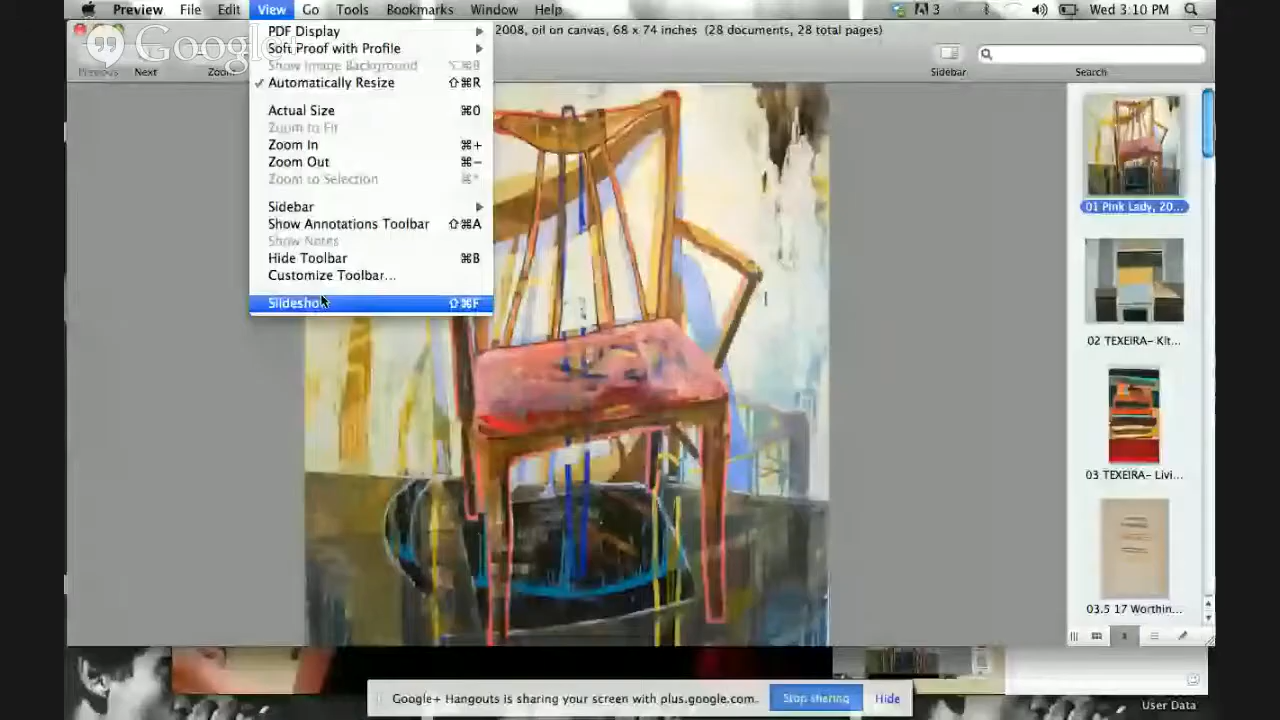 Preview File Edit View Go Tools Bookmarks Window Help 3 Wed 3:10 PM
Google+
2008, oil on canvas, 68 x 74 inches (28 documents, 28 total pages)
Previous Next Zoom Sidebar Search
PDF Display
Soft Proof with Profile
Show Image Background ⌥⌘B
✓ Automatically Resize ⇧⌘R
Actual Size ⌘0
Zoom to Fit
Zoom In ⌘+
Zoom Out ⌘−
Zoom to Selection ⌘*
Sidebar
Show Annotations Toolbar ⇧⌘A
Show Notes
Hide Toolbar ⌘B
Customize Toolbar...
Slideshow ⇧⌘F
01 Pink Lady, 20...
02 TEXEIRA- Kit...
03 TEXEIRA- Livi...
03.5 17 Worthin...
Google+ Hangouts is sharing your screen with plus.google.com. Stop sharing Hide
User Data